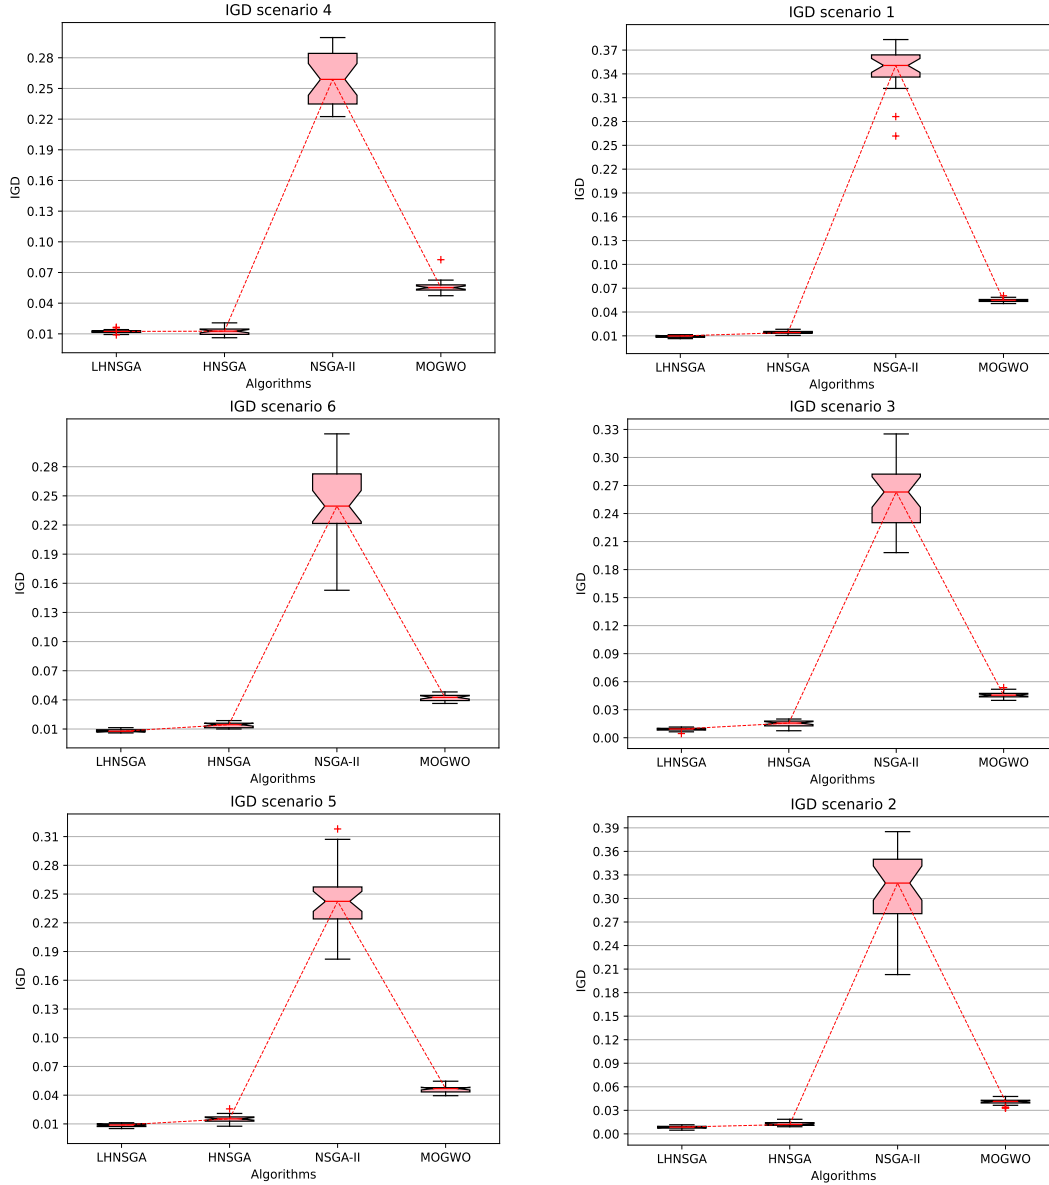 IGD scenario 4
0.28
0.25
0.22
0.19
0.16
0.13
0.10
0.07
0.04
0.01
IGD
LHNSGA HNSGA NSGA-II MOGWO
Algorithms
IGD scenario 1
0.37
0.34
0.31
0.28
0.25
0.22
0.19
0.16
0.13
0.10
0.07
0.04
0.01
IGD
LHNSGA HNSGA NSGA-II MOGWO
Algorithms
IGD scenario 6
0.28
0.25
0.22
0.19
0.16
0.13
0.10
0.07
0.04
0.01
IGD
LHNSGA HNSGA NSGA-II MOGWO
Algorithms
IGD scenario 3
0.33
0.30
0.27
0.24
0.21
0.18
0.15
0.12
0.09
0.06
0.03
0.00
IGD
LHNSGA HNSGA NSGA-II MOGWO
Algorithms
IGD scenario 5
0.31
0.28
0.25
0.22
0.19
0.16
0.13
0.10
0.07
0.04
0.01
IGD
LHNSGA HNSGA NSGA-II MOGWO
Algorithms
IGD scenario 2
0.39
0.36
0.33
0.30
0.27
0.24
0.21
0.18
0.15
0.12
0.09
0.06
0.03
0.00
IGD
LHNSGA HNSGA NSGA-II MOGWO
Algorithms